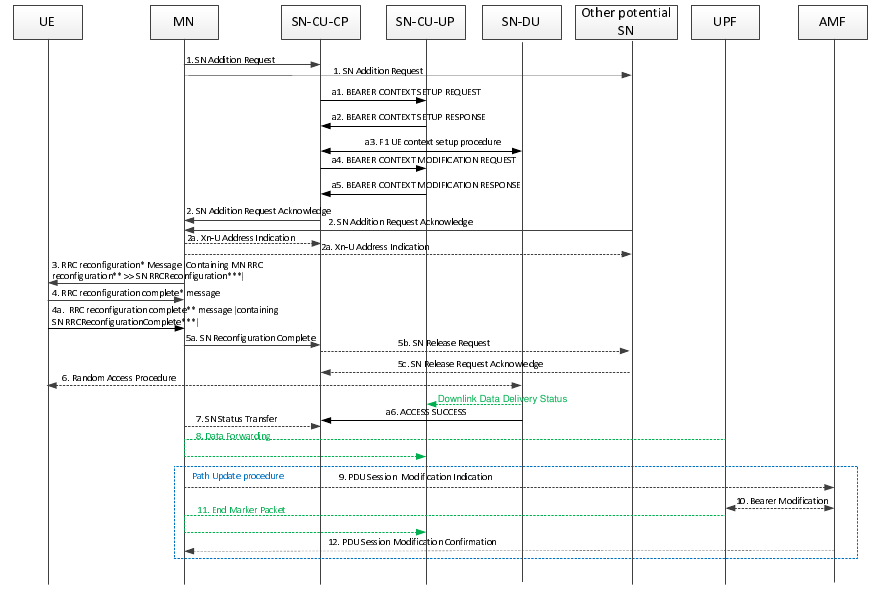 UE
MN
SN-CU-CP
SN-CU-UP
SN-DU
Other potential
SN
UPF
AMF
1. SN Addition Request
1. SN Addition Request
a1. BEARER CONTEXT SETUP REQUEST
a2. BEARER CONTEXT SETUP RESPONSE
a3. F1 UE context setup procedure
a4. BEARER CONTEXT MODIFICATION REQUEST
a5. BEARER CONTEXT MODIFICATION RESPONSE
2. SN Addition Request Acknowledge
2. SN Addition Request Acknowledge
2a. Xn-U Address Indication
2a. Xn-U Address Indication
3. RRC reconfiguration* Message |Containing MN RRC
reconfiguration** >> SN RRCReconfiguration***|
4. RRC reconfiguration complete* message
4a. RRC reconfiguration complete** message |containing
SN RRCReconfigurationComplete***|
5a. SN Reconfiguration Complete
5b. SN Release Request
5c. SN Release Request Acknowledge
6. Random Access Procedure
Downlink Data Delivery Status
a6. ACCESS SUCCESS
7. SN Status Transfer
8. Data Forwarding
Path Update procedure
9. PDU Session Modification Indication
10. Bearer Modification
11. End Marker Packet
12. PDU Session Modification Confirmation